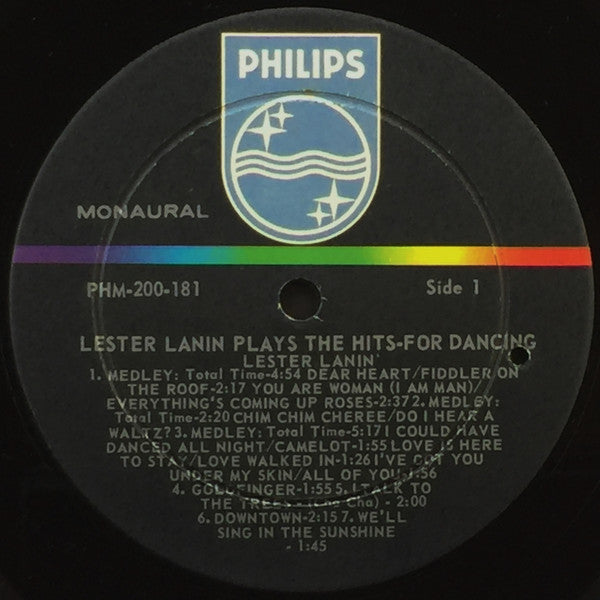 PHILIPS
MONAURAL
PHM-200-181
Side 1
LESTER LANIN PLAYS THE HITS-FOR DANCING
LESTER LANIN
1. MEDLEY: Total Time-4:54 DEAR HEART/FIDDLER ON
THE ROOF-2:17 YOU ARE WOMAN (I AM MAN)/
EVERYTHING'S COMING UP ROSES-2:37 2. MEDLEY:
Total Time-2:20 CHIM CHIM CHEREE/DO I HEAR A
WALTZ? 3. MEDLEY: Total Time-5:17 I COULD HAVE
DANCED ALL NIGHT/CAMELOT-1:55 LOVE IS HERE
TO STAY/LOVE WALKED IN-1:26 I'VE GOT YOU
UNDER MY SKIN/ALL OF YOU-1:56
4. GOLDFINGER-1:55 5. I TALK TO
THE TREES (Cha Cha) - 2:00
6. DOWNTOWN-2:15 7. WE'LL
SING IN THE SUNSHINE
- 1:45